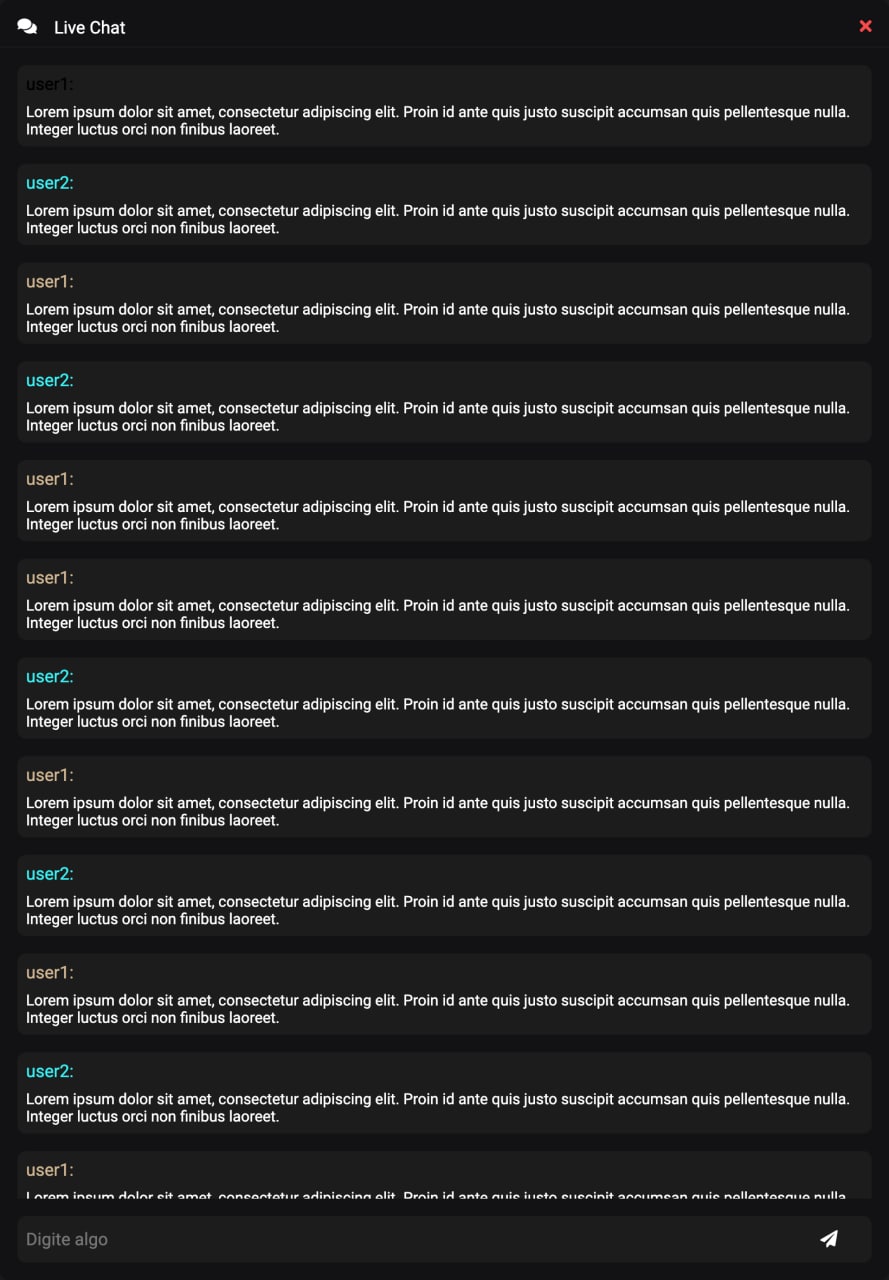 Live Chat
user1:
Lorem ipsum dolor sit amet, consectetur adipiscing elit. Proin id ante quis justo suscipit accumsan quis pellentesque nulla.
Integer luctus orci non finibus laoreet.
user2:
Lorem ipsum dolor sit amet, consectetur adipiscing elit. Proin id ante quis justo suscipit accumsan quis pellentesque nulla.
Integer luctus orci non finibus laoreet.
user1:
Lorem ipsum dolor sit amet, consectetur adipiscing elit. Proin id ante quis justo suscipit accumsan quis pellentesque nulla.
Integer luctus orci non finibus laoreet.
user2:
Lorem ipsum dolor sit amet, consectetur adipiscing elit. Proin id ante quis justo suscipit accumsan quis pellentesque nulla.
Integer luctus orci non finibus laoreet.
user1:
Lorem ipsum dolor sit amet, consectetur adipiscing elit. Proin id ante quis justo suscipit accumsan quis pellentesque nulla.
Integer luctus orci non finibus laoreet.
user1:
Lorem ipsum dolor sit amet, consectetur adipiscing elit. Proin id ante quis justo suscipit accumsan quis pellentesque nulla.
Integer luctus orci non finibus laoreet.
user2:
Lorem ipsum dolor sit amet, consectetur adipiscing elit. Proin id ante quis justo suscipit accumsan quis pellentesque nulla.
Integer luctus orci non finibus laoreet.
user1:
Lorem ipsum dolor sit amet, consectetur adipiscing elit. Proin id ante quis justo suscipit accumsan quis pellentesque nulla.
Integer luctus orci non finibus laoreet.
user2:
Lorem ipsum dolor sit amet, consectetur adipiscing elit. Proin id ante quis justo suscipit accumsan quis pellentesque nulla.
Integer luctus orci non finibus laoreet.
user1:
Lorem ipsum dolor sit amet, consectetur adipiscing elit. Proin id ante quis justo suscipit accumsan quis pellentesque nulla.
Integer luctus orci non finibus laoreet.
user2:
Lorem ipsum dolor sit amet, consectetur adipiscing elit. Proin id ante quis justo suscipit accumsan quis pellentesque nulla.
Integer luctus orci non finibus laoreet.
user1:
Lorem ipsum dolor sit amet, consectetur adipiscing elit. Proin id ante quis justo suscipit accumsan quis pellentesque nulla.
Digite algo